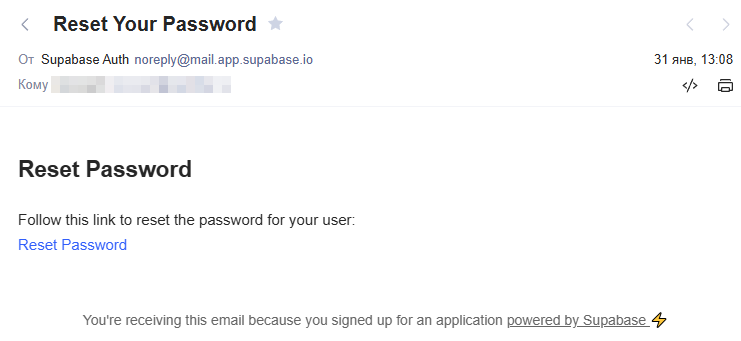 Reset Your Password
От Supabase Auth noreply@mail.app.supabase.io 31 янв, 13:08
Кому
Reset Password
Follow this link to reset the password for your user:
Reset Password
You're receiving this email because you signed up for an application powered by Supabase ⚡